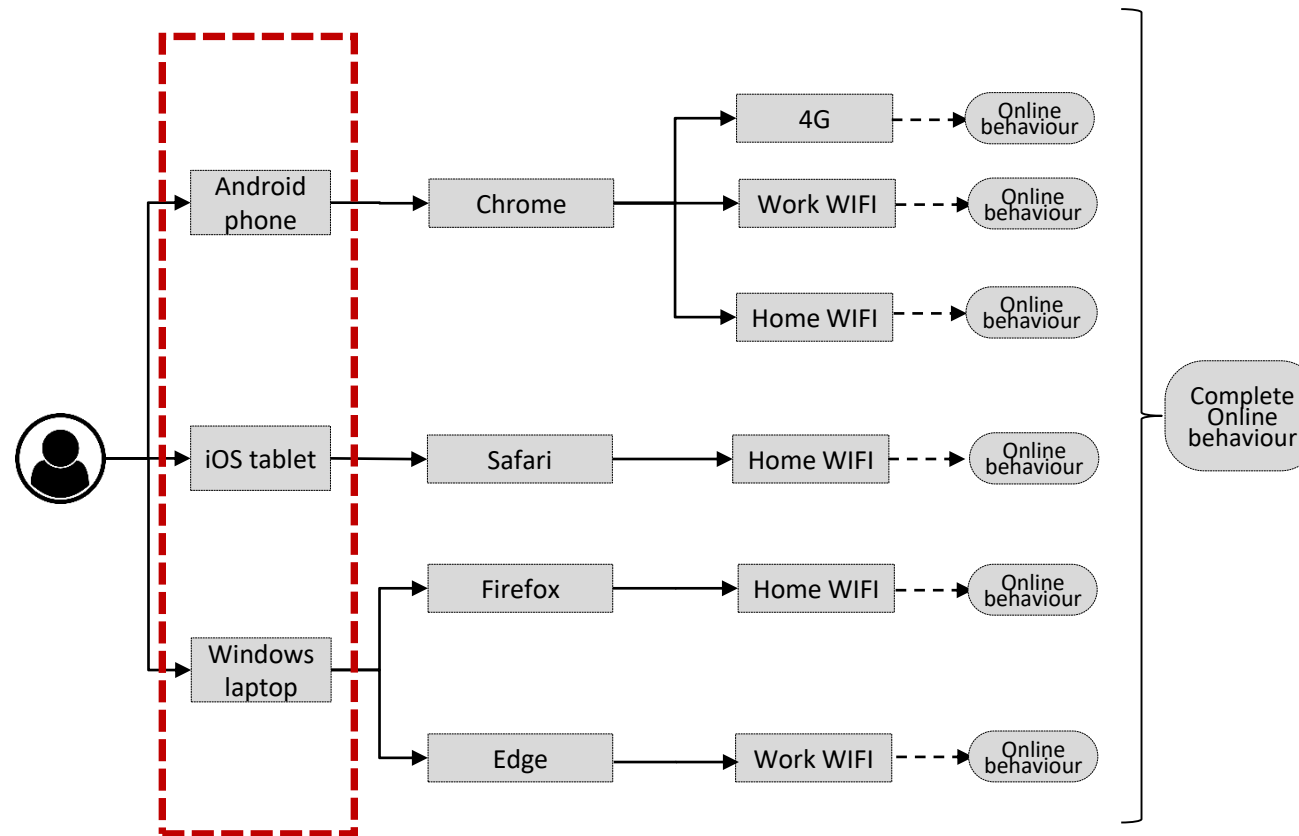 4G
Online
behaviour
Android
phone
Chrome
Work WIFI
Online
behaviour
Home WIFI
Online
behaviour
iOS tablet
Safari
Home WIFI
Online
behaviour
Complete
Online
behaviour
Firefox
Home WIFI
Online
behaviour
Windows
laptop
Edge
Work WIFI
Online
behaviour